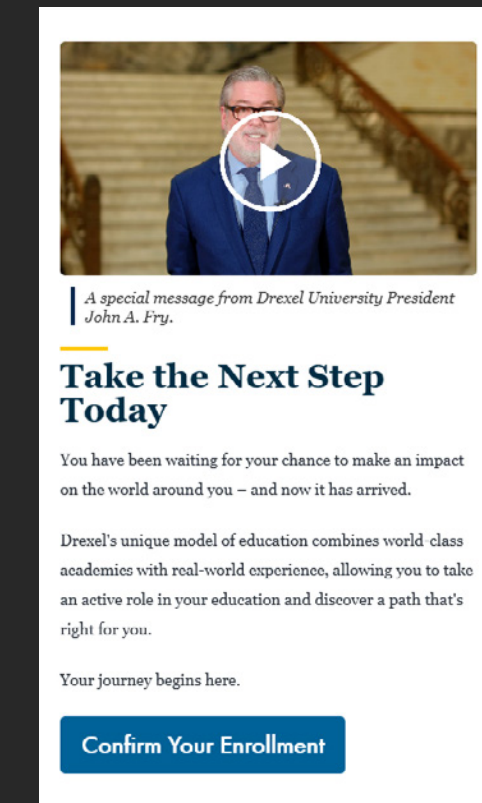 A special message from Drexel University President
John A. Fry.
Take the Next Step
Today
You have been waiting for your chance to make an impact
on the world around you – and now it has arrived.
Drexel's unique model of education combines world-class
academics with real-world experience, allowing you to take
an active role in your education and discover a path that's
right for you.
Your journey begins here.
Confirm Your Enrollment